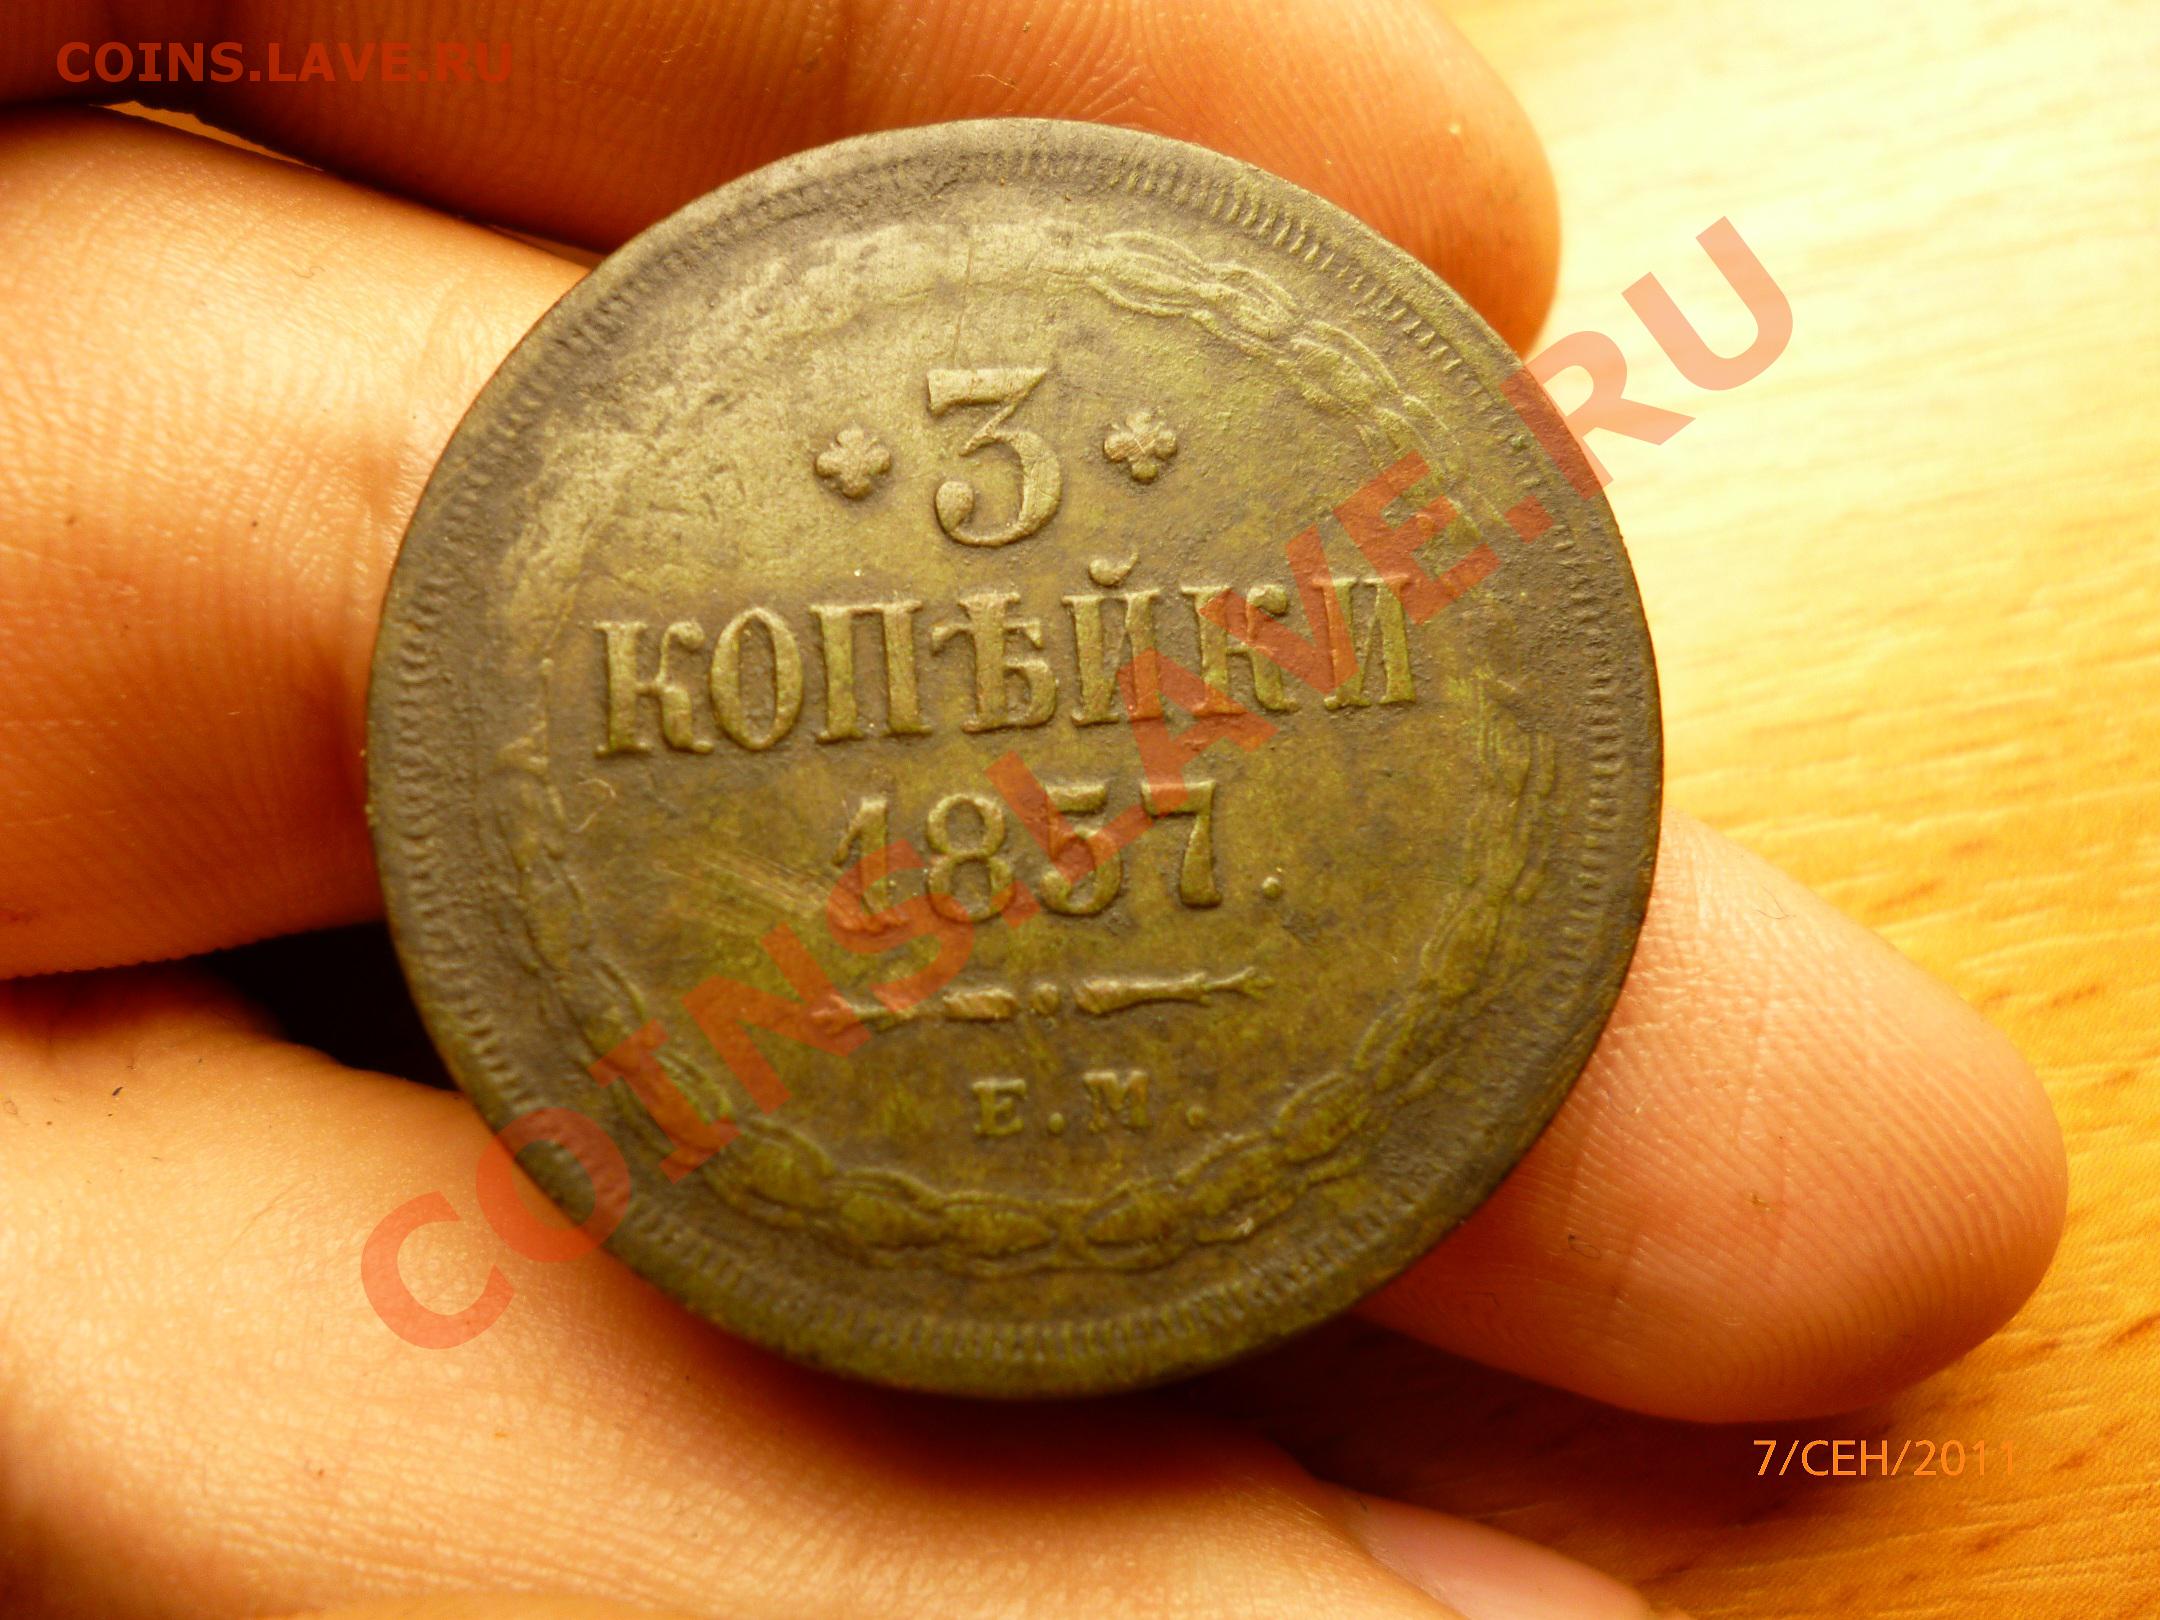 COINS.LAVE.RU
3
КОПѢЙКИ
1857.
Е.М.
COINS.LAVE.RU
7/СЕН/2011